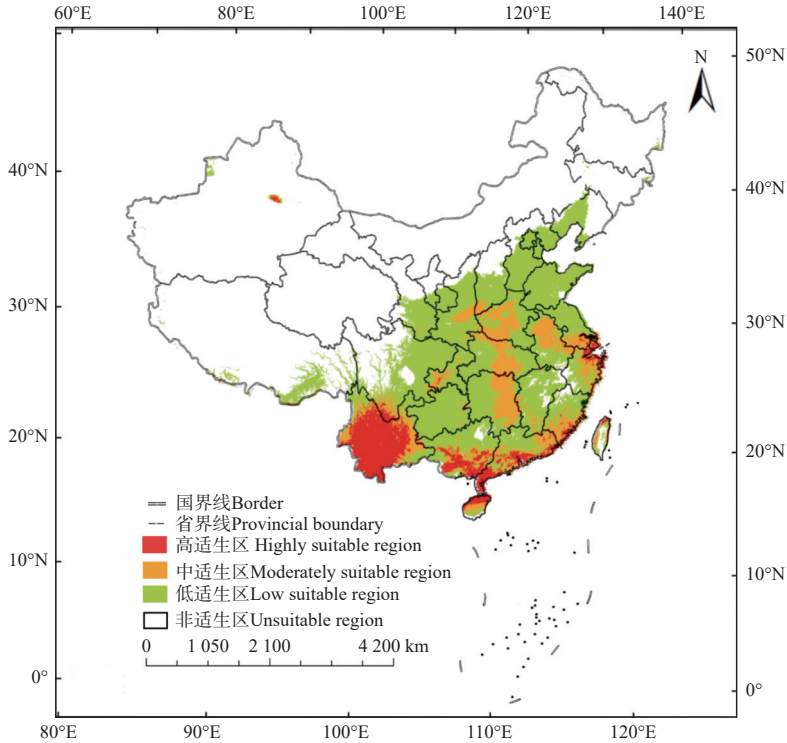 60°E 80°E 100°E 120°E 140°E
50°N
N
40°N
40°N
30°N
30°N
20°N
20°N
国界线Border
省界线Provincial boundary
高适生区 Highly suitable region
中适生区Moderately suitable region
低适生区Low suitable region
非适生区Unsuitable region
10°N
10°N
0 1 050 2 100 4 200 km
0°
0°
80°E 90°E 100°E 110°E 120°E